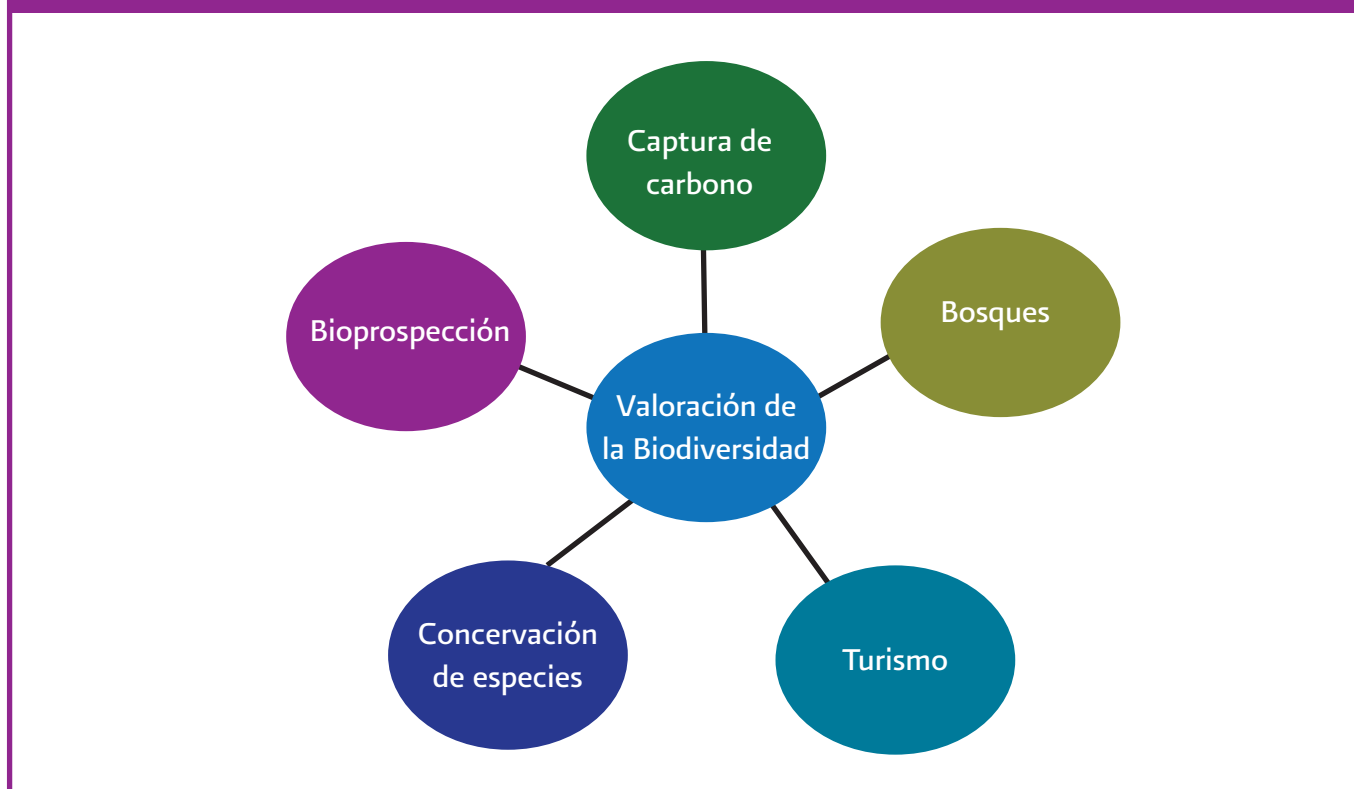 Captura de
carbono
Bosques
Bioprospección
Valoración de
la Biodiversidad
Concervación
de especies
Turismo